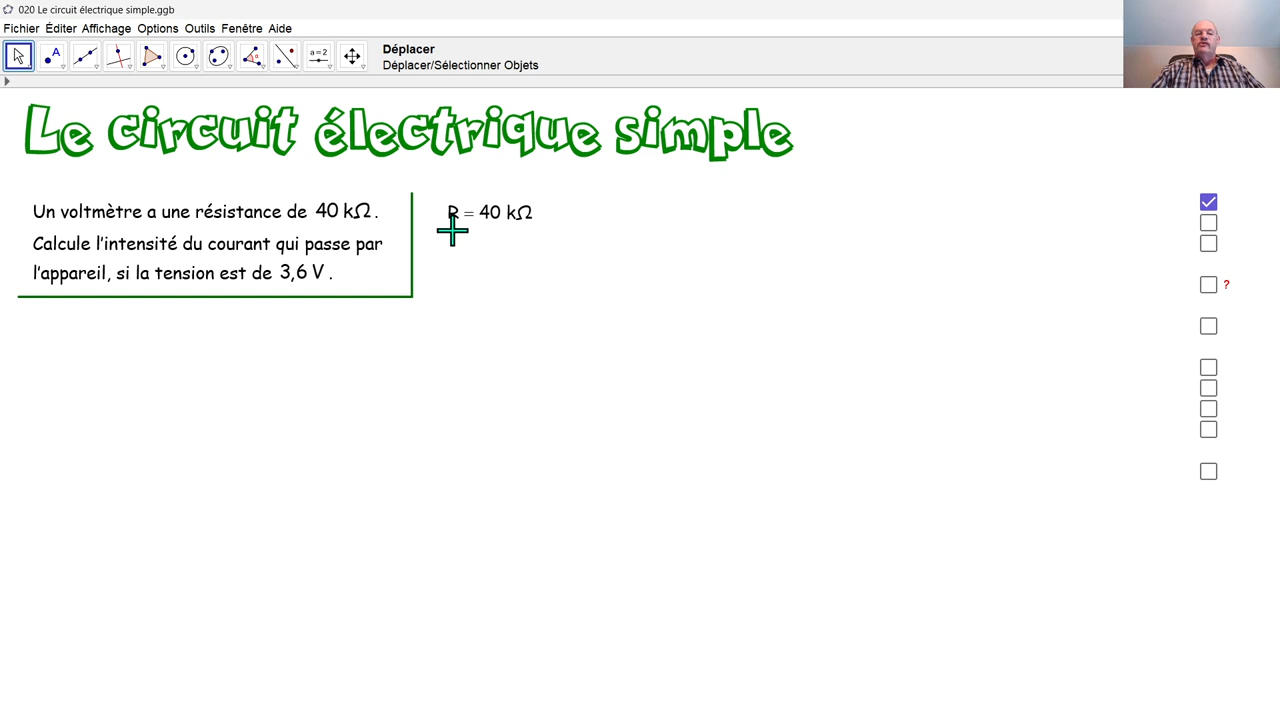 020 Le circuit électrique simple.ggb
Fichier Éditer Affichage Options Outils Fenêtre Aide
A
a=2
Déplacer
Déplacer/Sélectionner Objets
Le circuit électrique simple
Un voltmètre a une résistance de 40 kΩ.
Calcule l'intensité du courant qui passe par
l'appareil, si la tension est de 3,6 V.
R = 40 kΩ
?